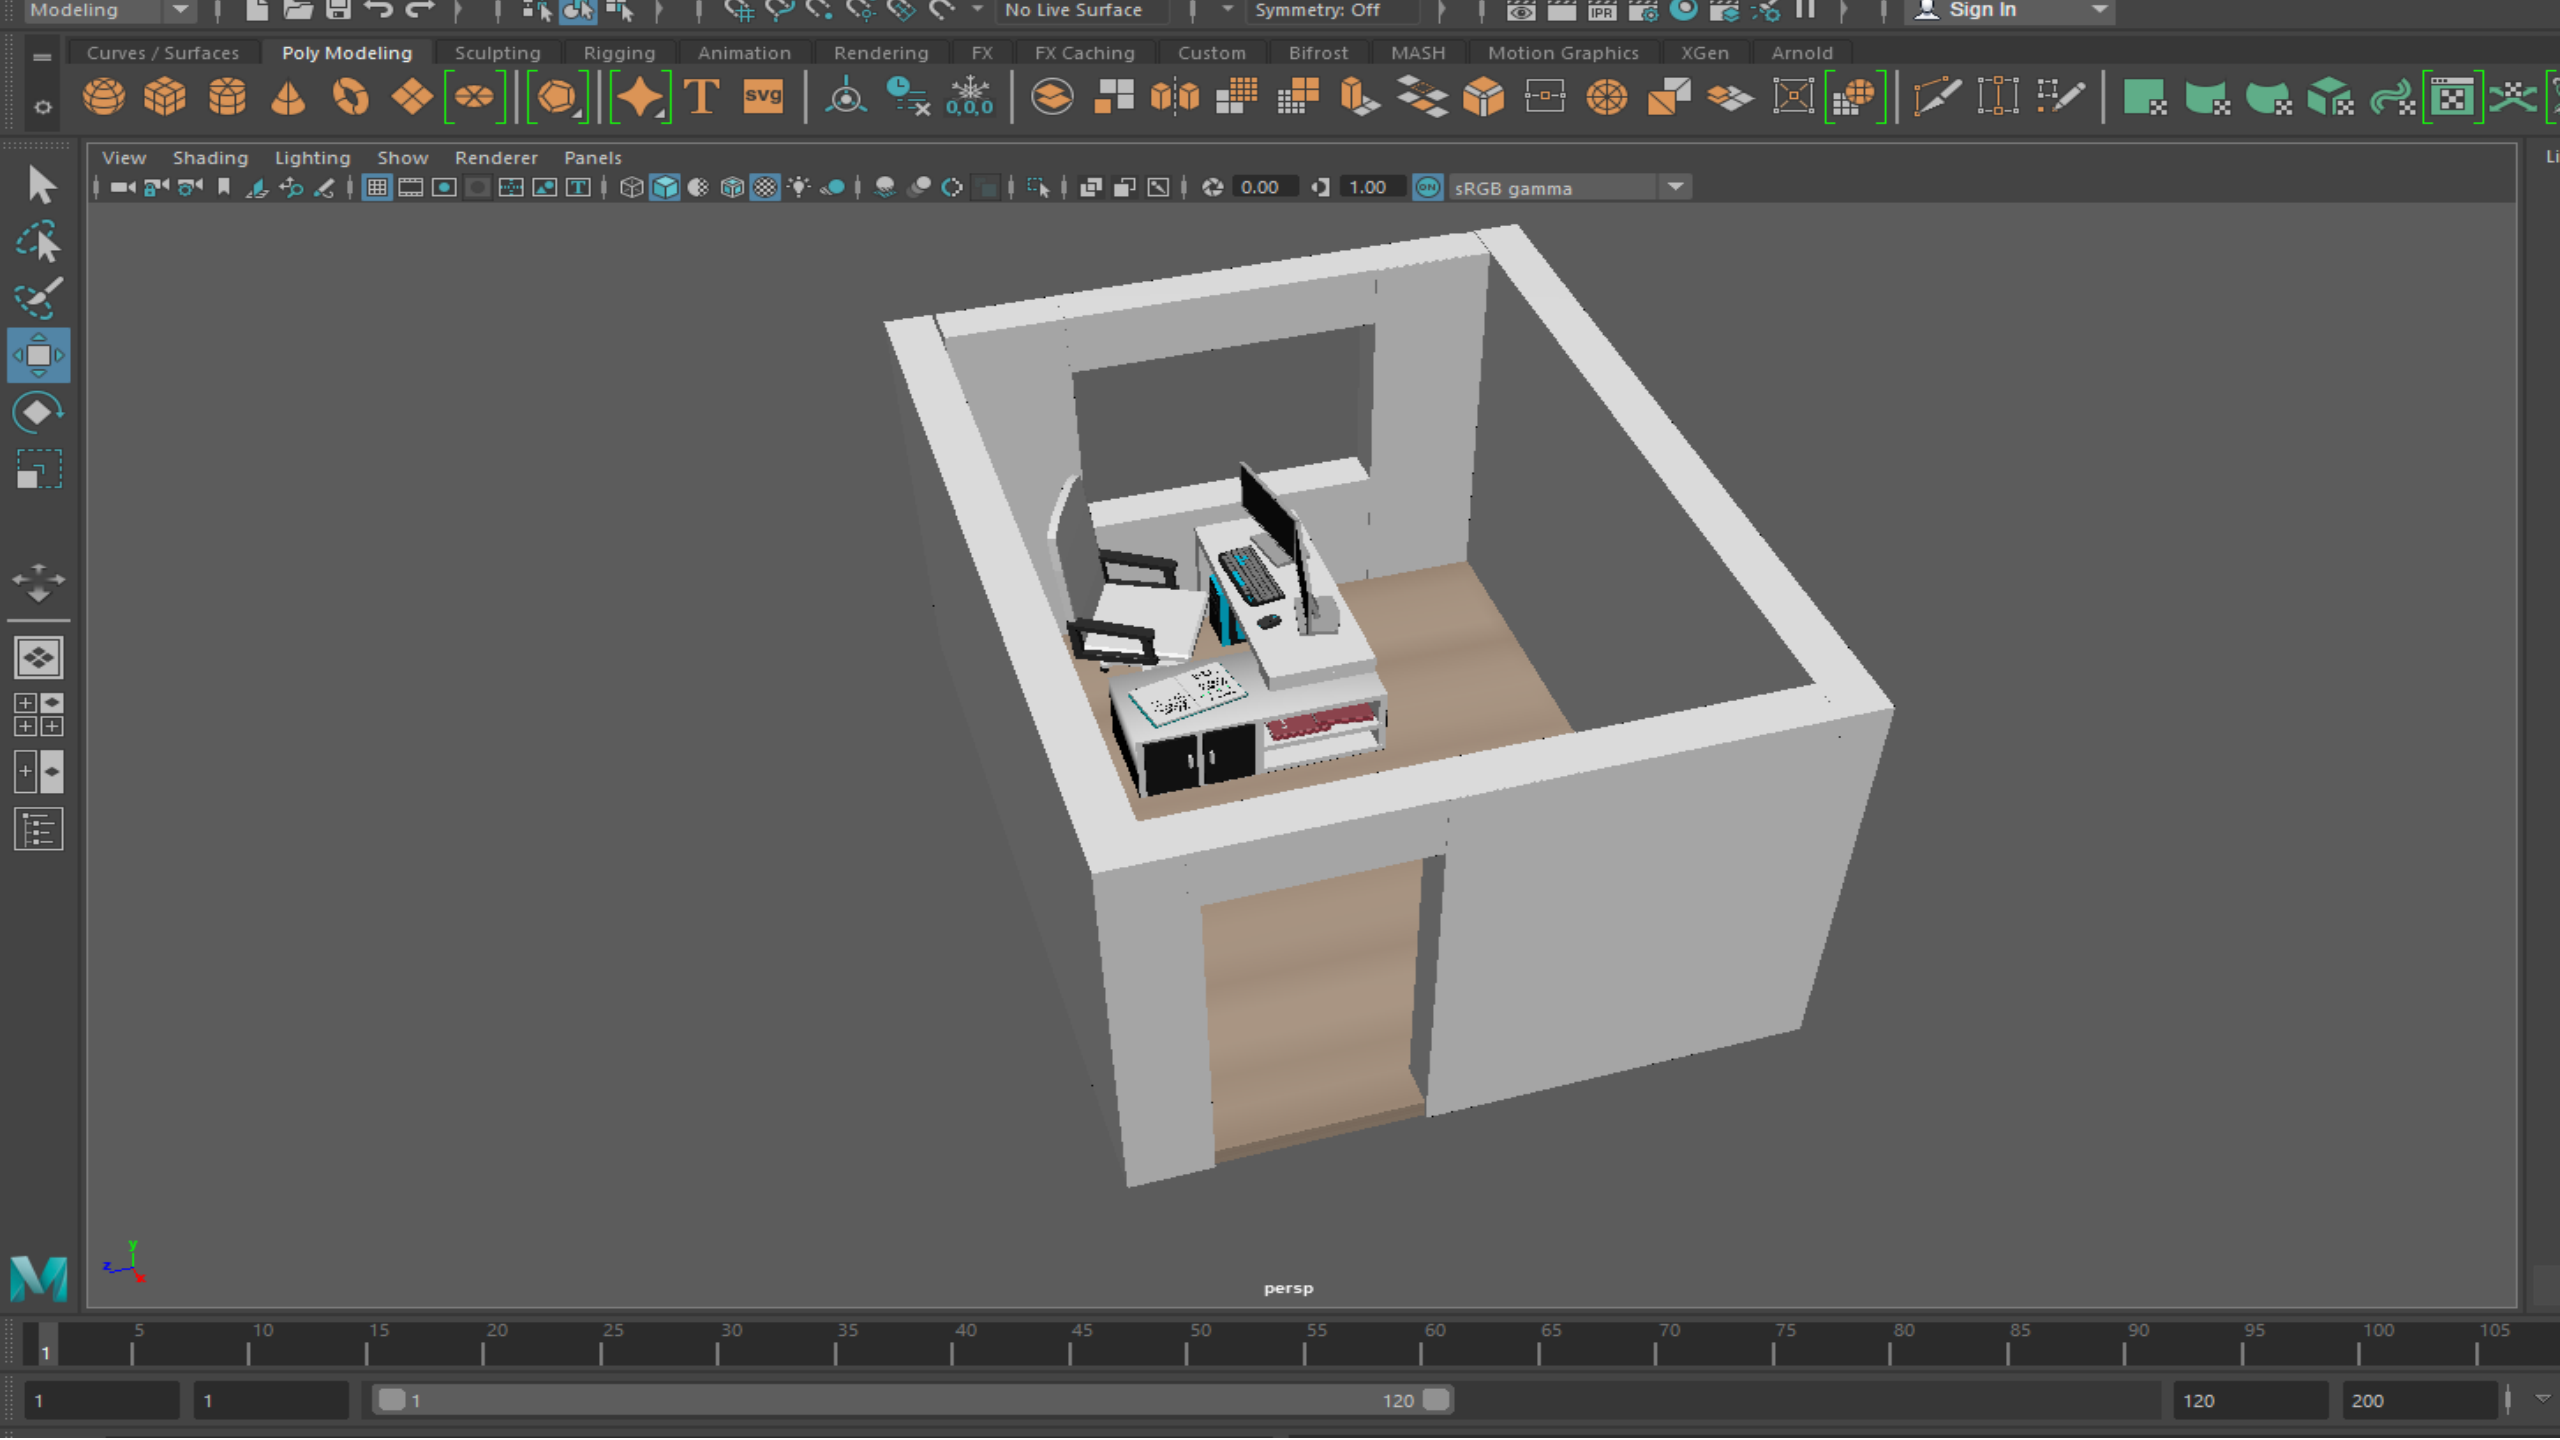 Modeling
No Live Surface
Symmetry: Off
IPR
Sign In
Curves / Surfaces
Poly Modeling
Sculpting
Rigging
Animation
Rendering
FX
FX Caching
Custom
Bifrost
MASH
Motion Graphics
XGen
Arnold
T
svg
0,0,0
View
Shading
Lighting
Show
Renderer
Panels
Li
T
0.00
1.00
ON
sRGB gamma
y
z
x
persp
5
10
15
20
25
30
35
40
45
50
55
60
65
70
75
80
85
90
95
100
105
1
1
1
1
120
120
200